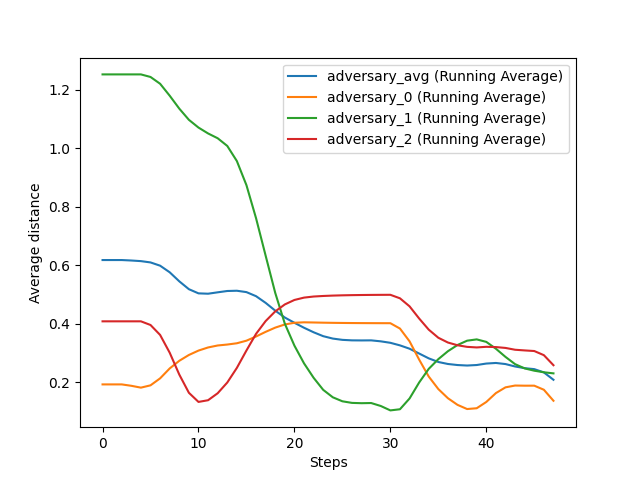 adversary_avg (Running Average)
adversary_0 (Running Average)
adversary_1 (Running Average)
adversary_2 (Running Average)
1.2
1.0
0.8
0.6
0.4
0.2
Average distance
0 10 20 30 40
Steps